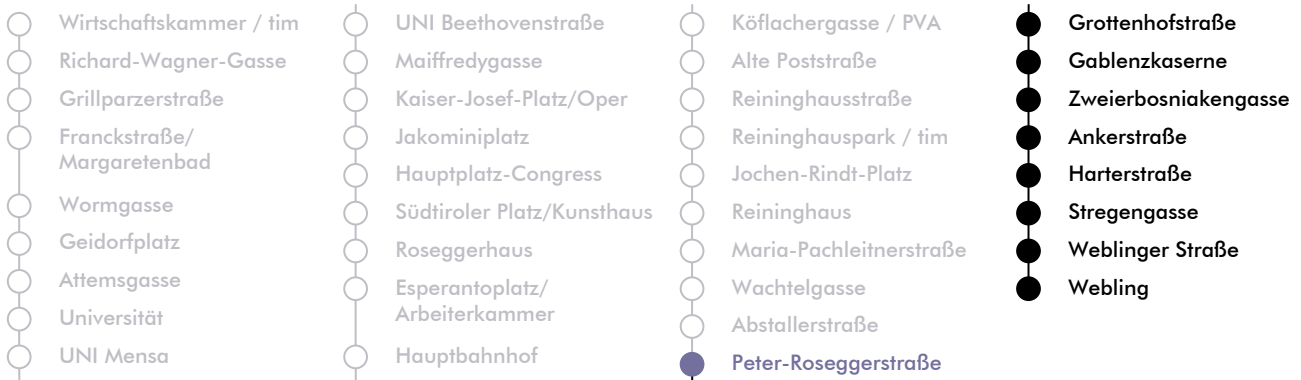 Wirtschaftskammer / tim
Richard-Wagner-Gasse
Grillparzerstraße
Franckstraße/
Margaretenbad
Wormgasse
Geidorfplatz
Attemsgasse
Universität
UNI Mensa
UNI Beethovenstraße
Maiffredygasse
Kaiser-Josef-Platz/Oper
Jakominiplatz
Hauptplatz-Congress
Südtiroler Platz/Kunsthaus
Roseggerhaus
Esperantoplatz/
Arbeiterkammer
Hauptbahnhof
Köflachergasse / PVA
Alte Poststraße
Reininghausstraße
Reininghauspark / tim
Jochen-Rindt-Platz
Reininghaus
Maria-Pachleitnerstraße
Wachtelgasse
Abstallerstraße
Peter-Roseggerstraße
Grottenhofstraße
Gablenzkaserne
Zweierbosniakengasse
Ankerstraße
Harterstraße
Stregengasse
Weblinger Straße
Webling